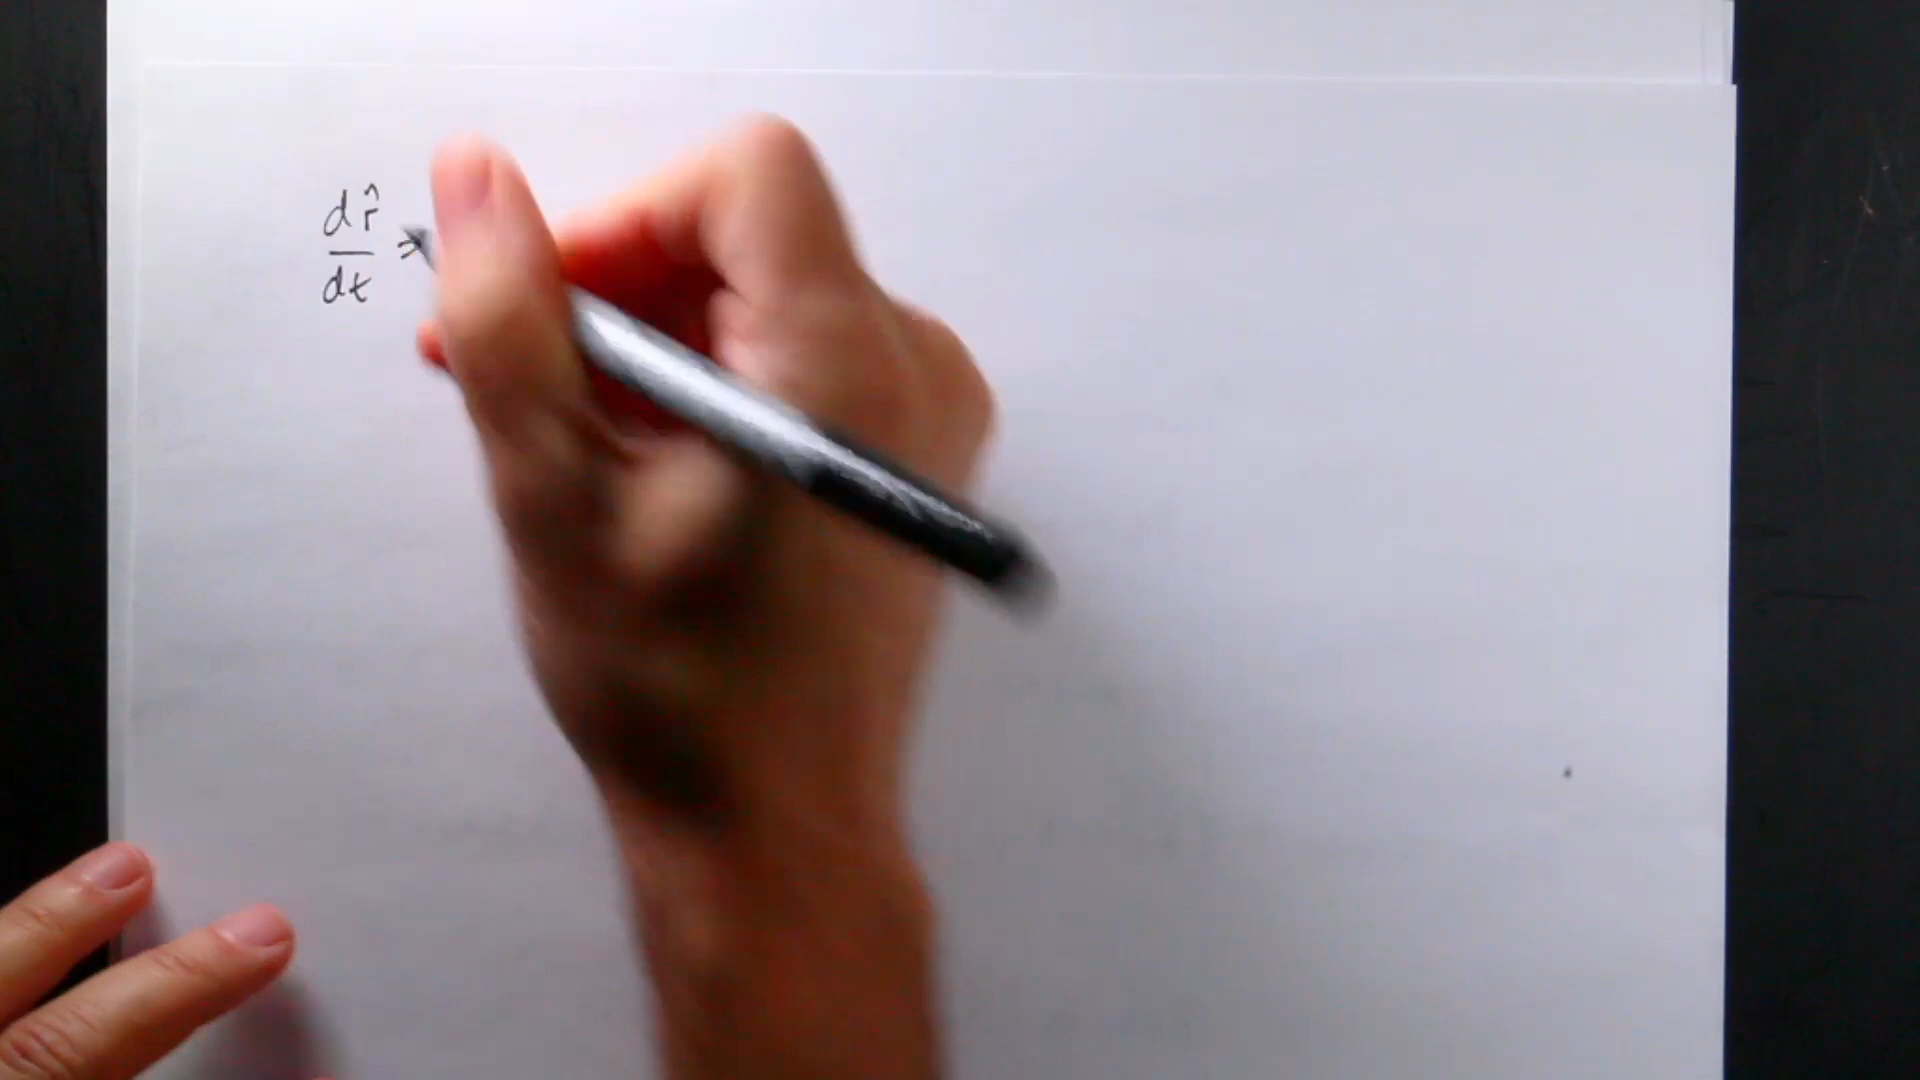 dr̂
dt =